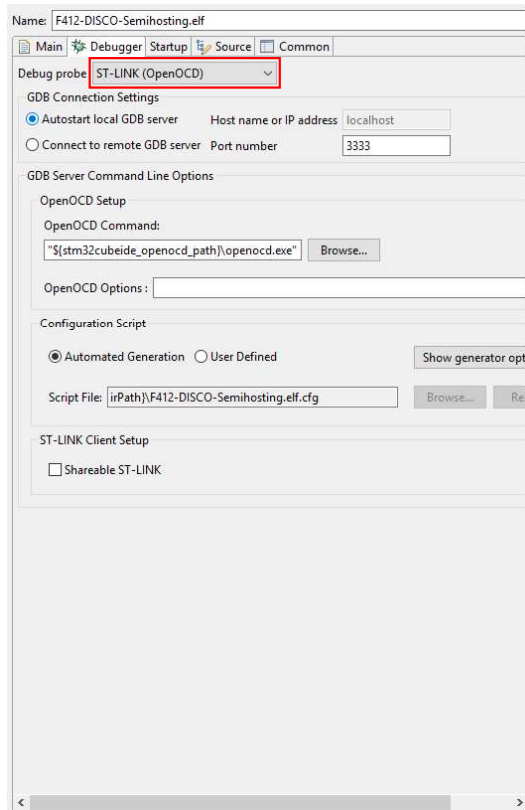 Name: F412-DISCO-Semihosting.elf
Main Debugger Startup Source Common
Debug probe ST-LINK (OpenOCD)
GDB Connection Settings
Autostart local GDB server Host name or IP address localhost
Connect to remote GDB server Port number 3333
GDB Server Command Line Options
OpenOCD Setup
OpenOCD Command:
"${stm32cubeide_openocd_path}\openocd.exe" Browse...
OpenOCD Options :
Configuration Script
Automated Generation User Defined Show generator opt
Script File: irPath}\F412-DISCO-Semihosting.elf.cfg Browse... Re
ST-LINK Client Setup
Shareable ST-LINK